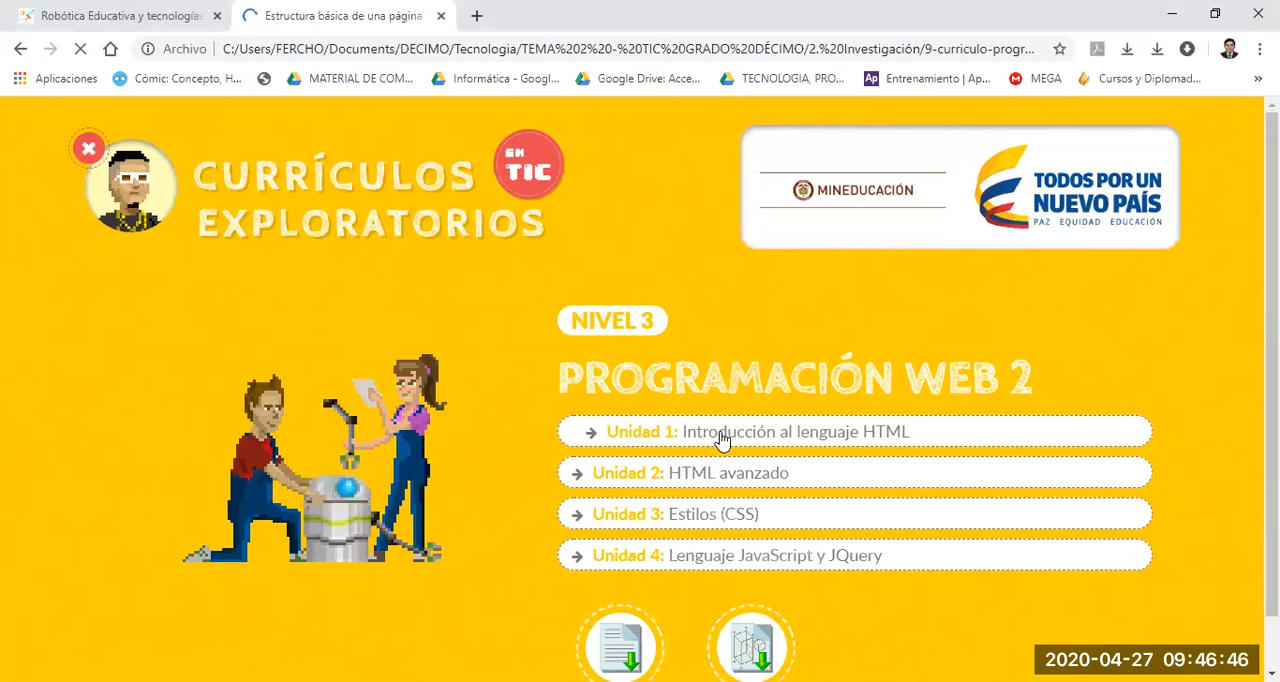 Robótica Educativa y tecnologías
Estructura básica de una página
Archivo
C:/Users/FERCHO/Documents/DECIMO/Tecnologia/TEMA%202%20-%20TIC%20GRADO%20DÉCIMO/2.%20Investigación/9-curriculo-progr...
Aplicaciones
Cómic: Concepto, H...
MATERIAL DE COM...
Informática - Googl...
Google Drive: Acce...
TECNOLOGIA, PRO...
Ap
Entrenamiento | Ap...
M
MEGA
Cursos y Diplomad...
CURRÍCULOS
EXPLORATORIOS
EN
TIC
MINEDUCACIÓN
TODOS POR UN
NUEVO PAÍS
PAZ EQUIDAD EDUCACIÓN
NIVEL 3
PROGRAMACIÓN WEB 2
Unidad 1: Introducción al lenguaje HTML
Unidad 2: HTML avanzado
Unidad 3: Estilos (CSS)
Unidad 4: Lenguaje JavaScript y JQuery
2020-04-27 09:46:46